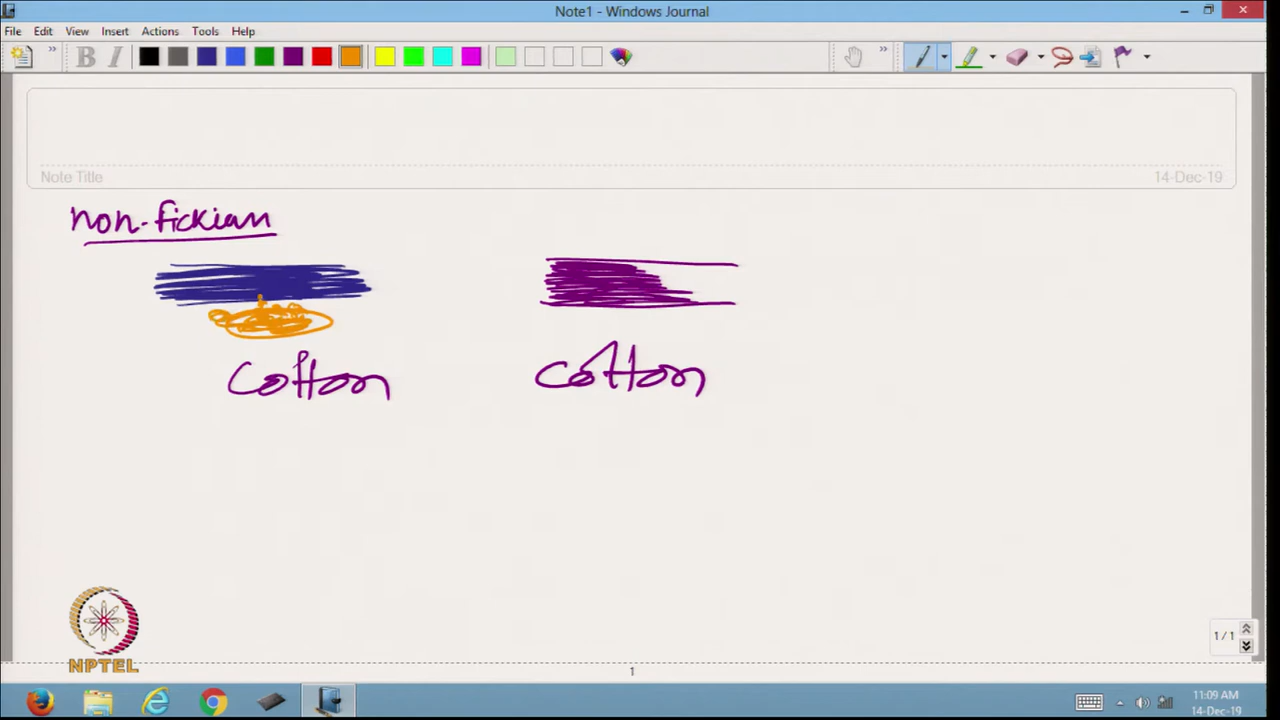 Note1 - Windows Journal
File Edit View Insert Actions Tools Help
B I
Note Title
14-Dec-19
non-fickian
Cotton
Cotton
NPTEL
1 / 1
1
11:09 AM
14-Dec-19